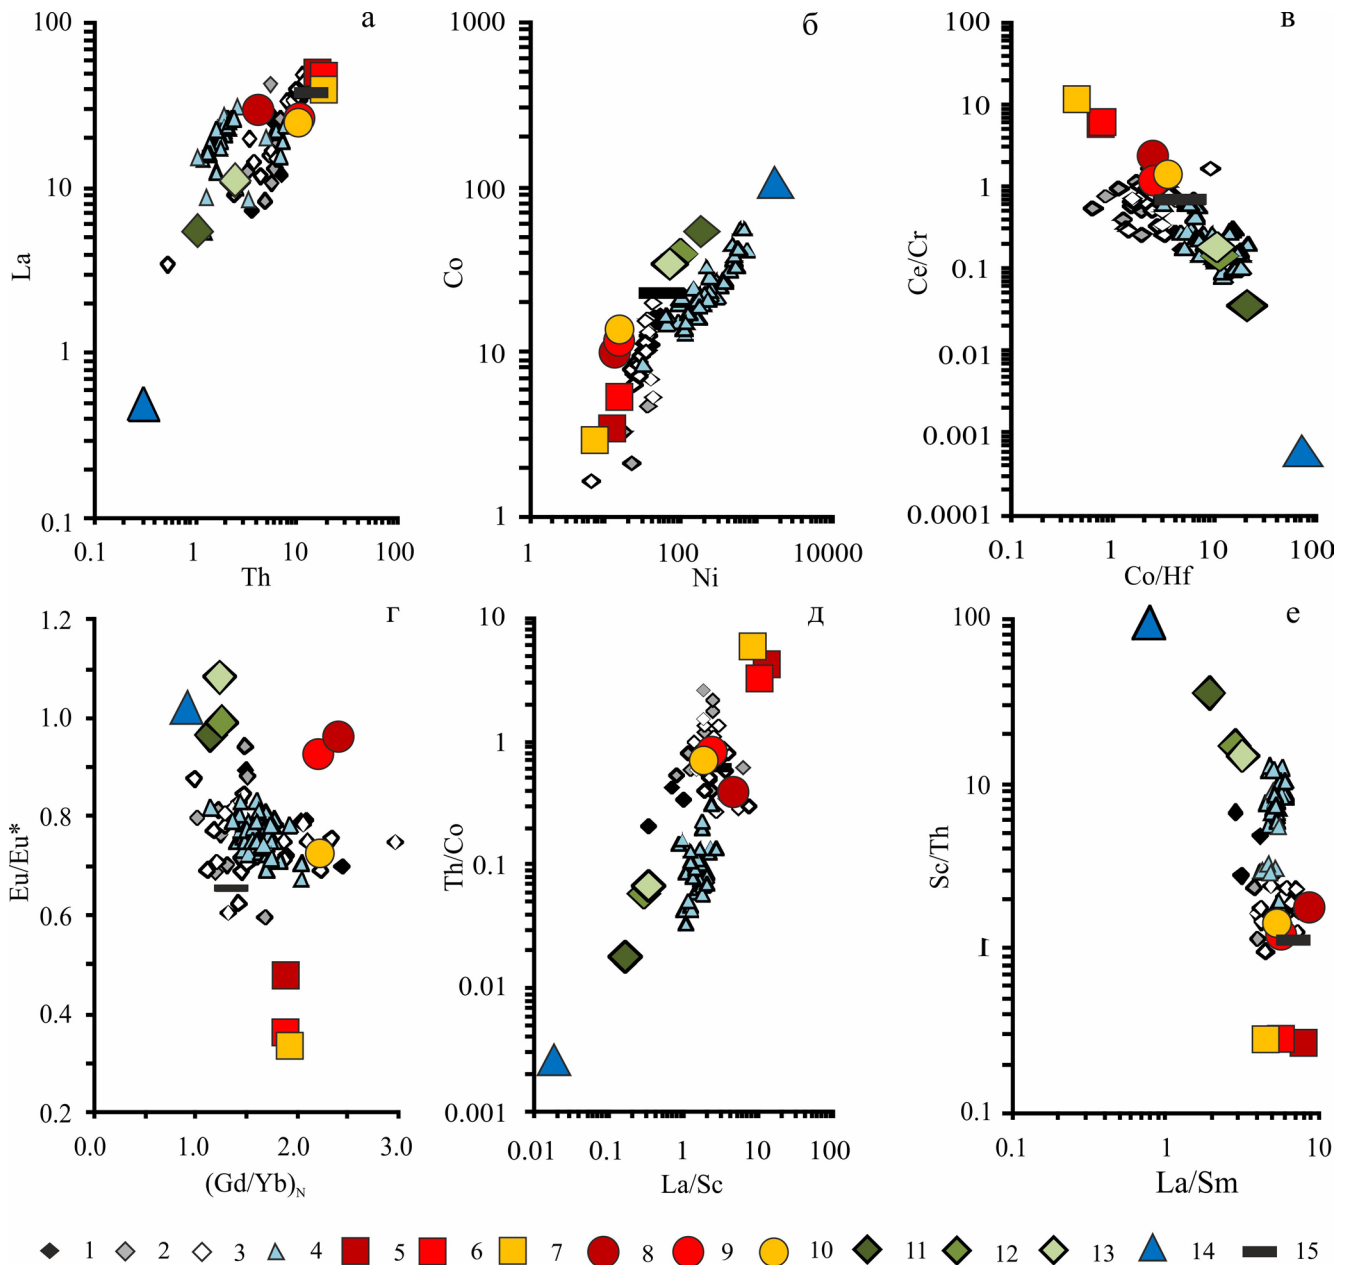 а
La
100
10
1
0.1
0.1 1 10 100
Th
б
Co
1000
100
10
1
1 10 100 10000
Ni
в
Ce/Cr
100
10
1
0.1
0.01
0.001
0.0001
0.1 1 10 100
Co/Hf
г
Eu/Eu*
1.2
1.0
0.8
0.6
0.4
0.2
0.0 1.0 2.0 3.0
(Gd/Yb)N
д
Th/Co
10
1
0.1
0.01
0.001
0.01 0.1 1 10 100
La/Sc
е
Sc/Th
100
10
1
0.1
0.1 1 10
La/Sm
1 2 3 4 5 6 7 8 9 10 11 12 13 14 15